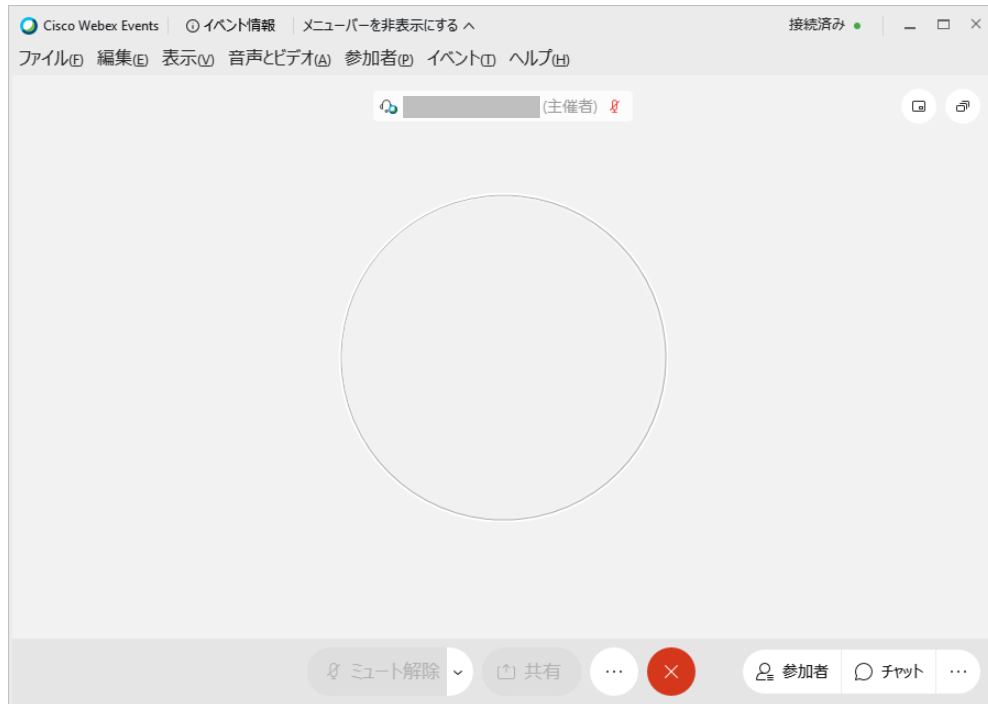 Cisco Webex Events イベント情報 メニューバーを非表示にする 接続済み
ファイル(F) 編集(E) 表示(V) 音声とビデオ(A) 参加者(P) イベント(T) ヘルプ(H)
(主催者)
ミュート解除 共有 … 参加者 チャット …